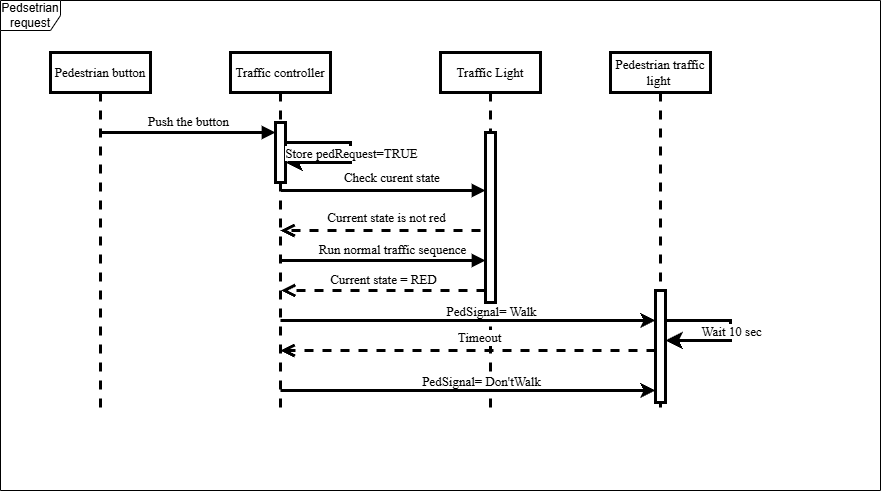 Pedsetrian
request
Pedestrian button
Traffic controller
Traffic Light
Pedestrian traffic
light
Push the button
Store pedRequest=TRUE
Check curent state
Current state is not red
Run normal traffic sequence
Current state = RED
PedSignal= Walk
Wait 10 sec
Timeout
PedSignal= Don'tWalk